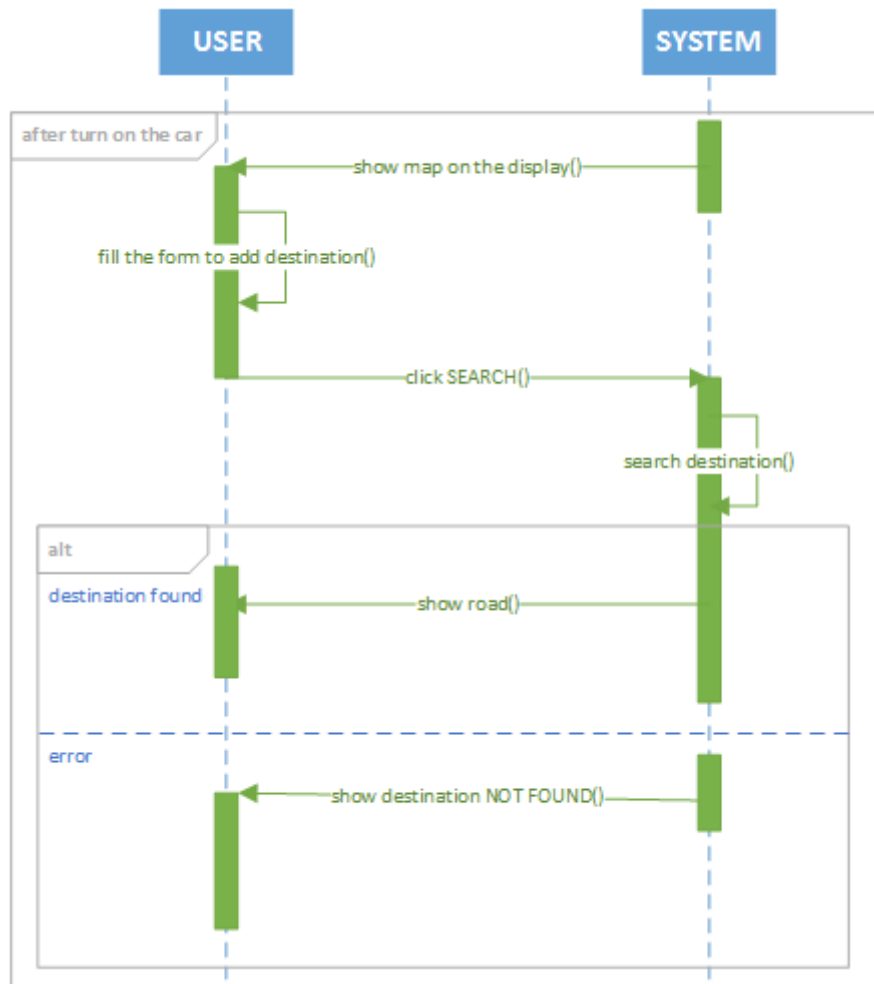 USER
SYSTEM
after turn on the car
show map on the display()
fill the form to add destination()
click SEARCH()
search destination()
alt
destination found
show road()
error
show destination NOT FOUND()